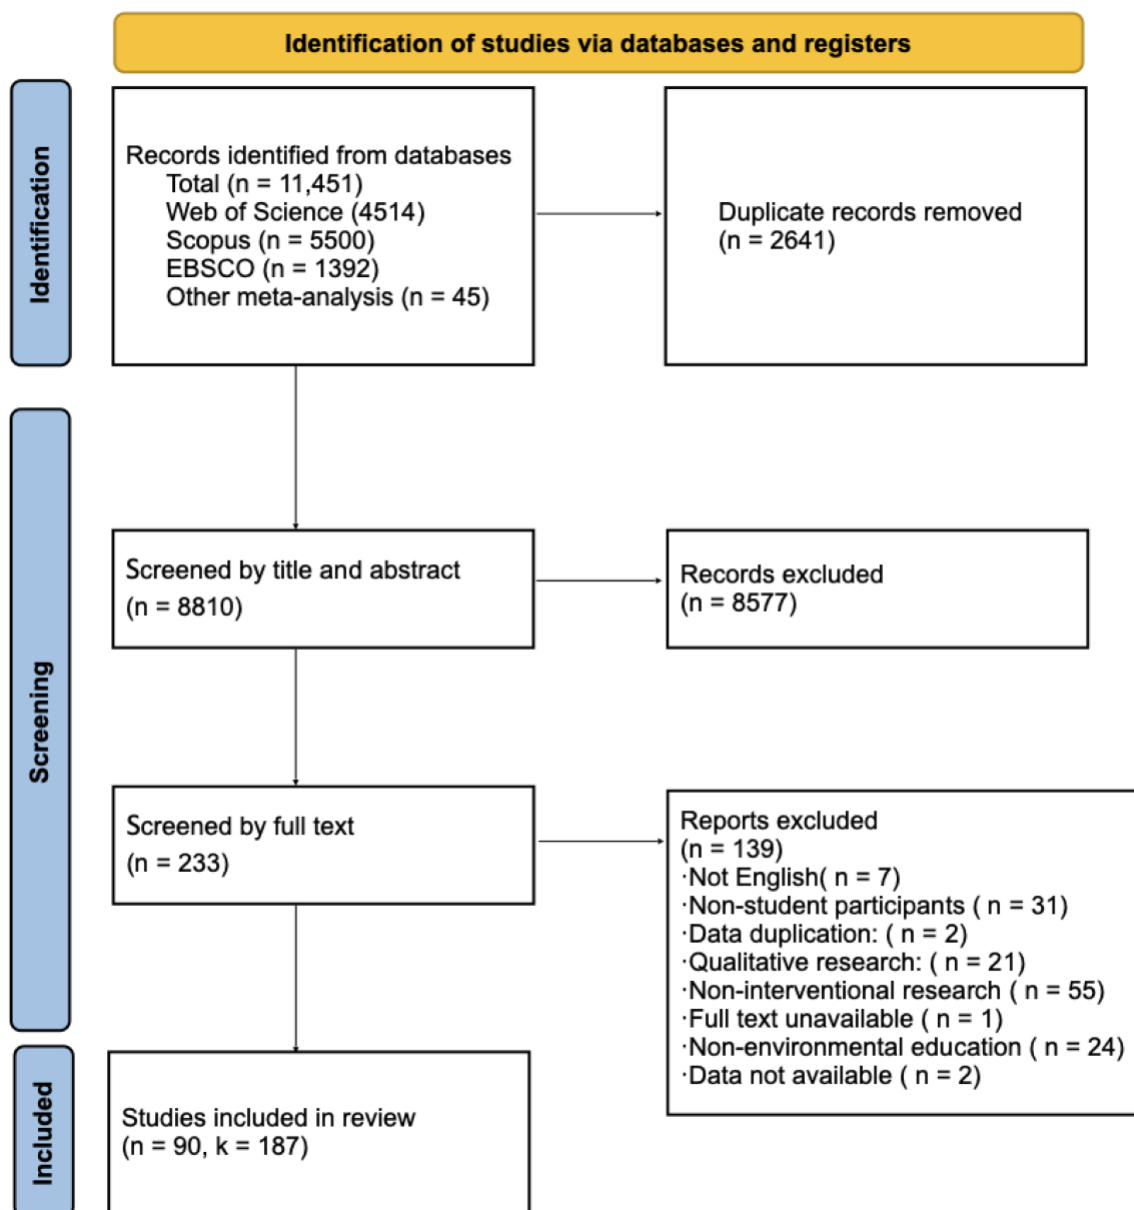 Identification of studies via databases and registers
Identification
Records identified from databases
Total (n = 11,451)
Web of Science (4514)
Scopus (n = 5500)
EBSCO (n = 1392)
Other meta-analysis (n = 45)
Duplicate records removed
(n = 2641)
Screening
Screened by title and abstract
(n = 8810)
Records excluded
(n = 8577)
Screened by full text
(n = 233)
Reports excluded
(n = 139)
·Not English( n = 7)
·Non-student participants ( n = 31)
·Data duplication: ( n = 2)
·Qualitative research: ( n = 21)
·Non-interventional research ( n = 55)
·Full text unavailable ( n = 1)
·Non-environmental education ( n = 24)
·Data not available ( n = 2)
Included
Studies included in review
(n = 90, k = 187)